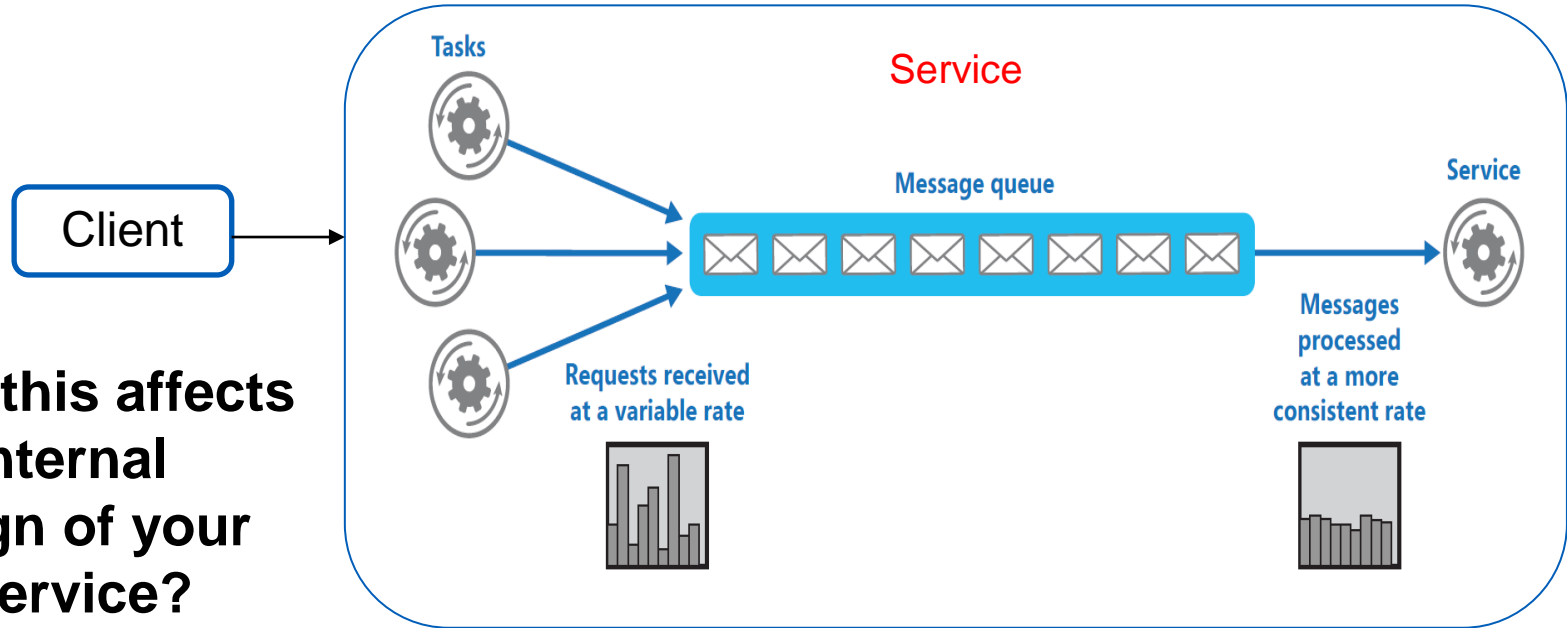 Tasks
Service
Client
Message queue
Service
Requests received
at a variable rate
Messages
processed
at a more
consistent rate
this affects
nternal
gn of your
ervice?